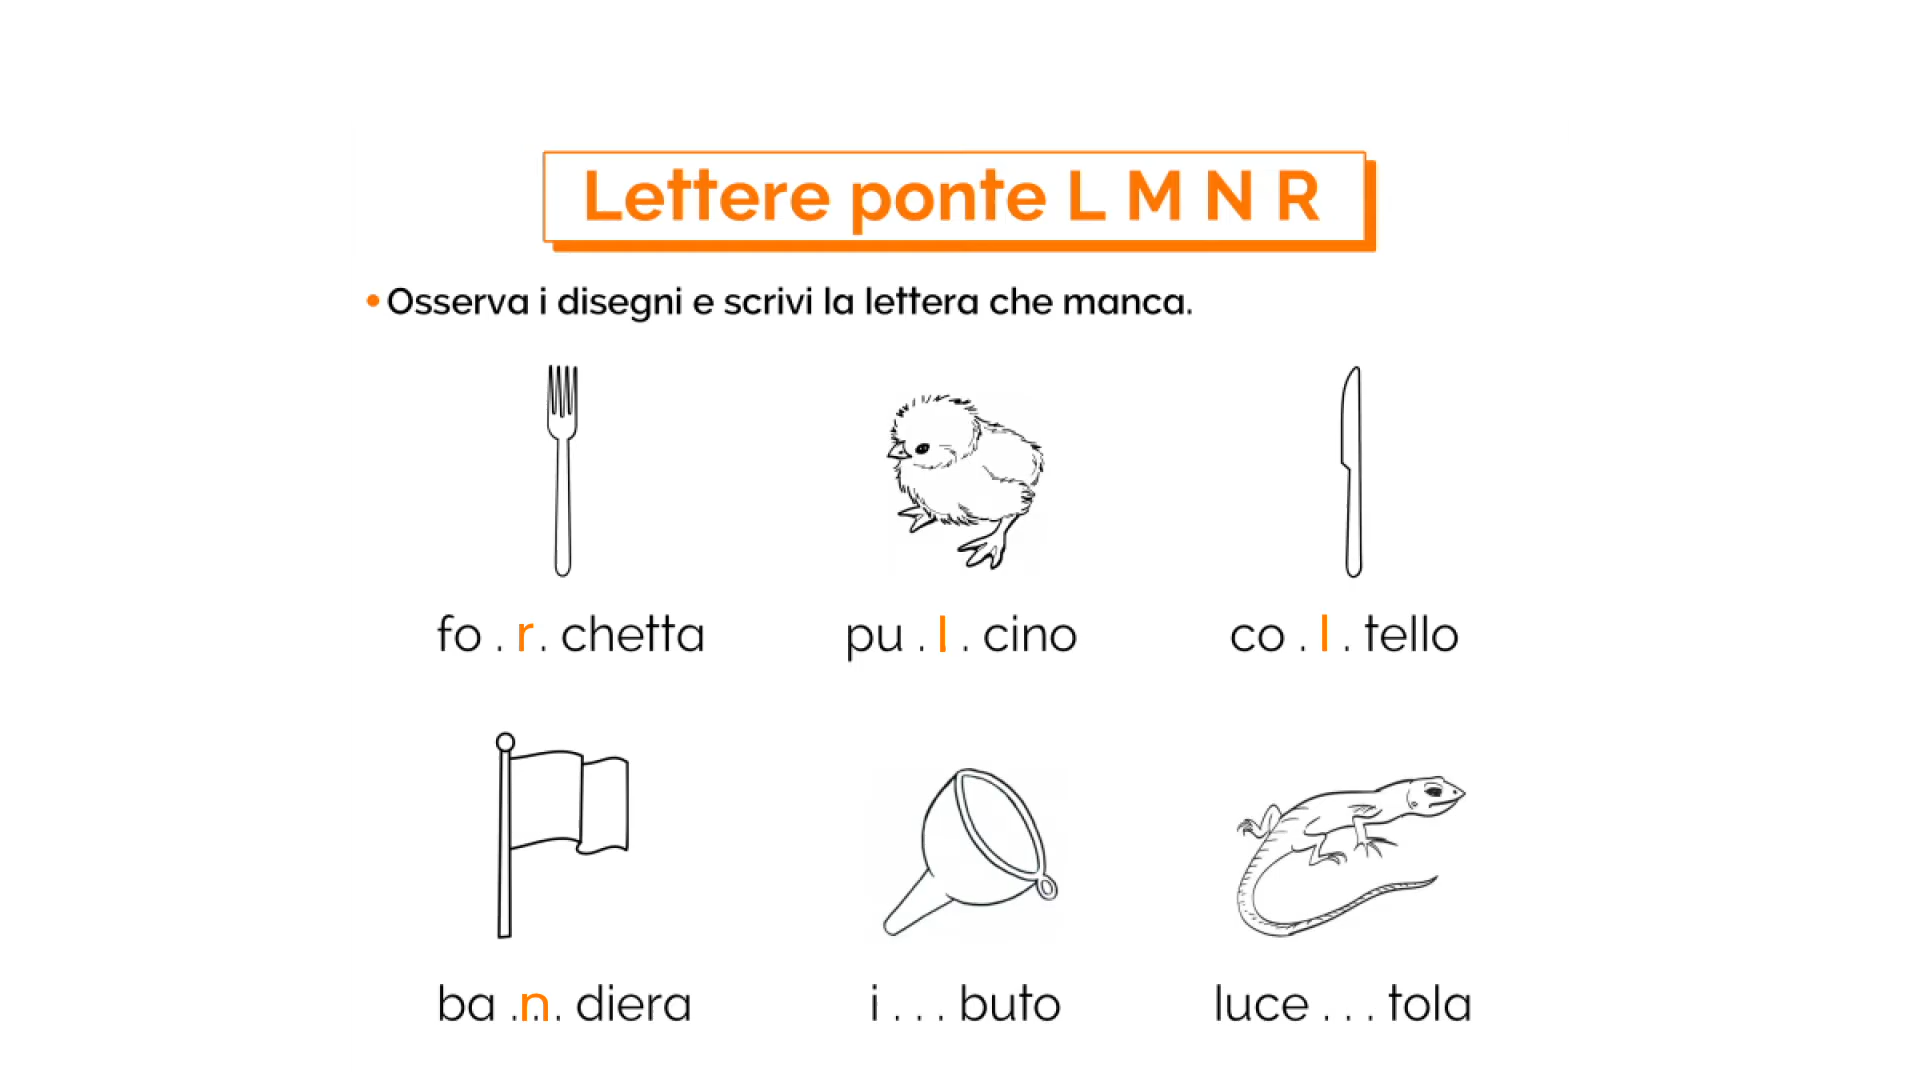 Lettere ponte L M N R
• Osserva i disegni e scrivi la lettera che manca.
fo . r . chetta
pu . l . cino
co . l . tello
ba .n. diera
i . . . buto
luce . . . tola